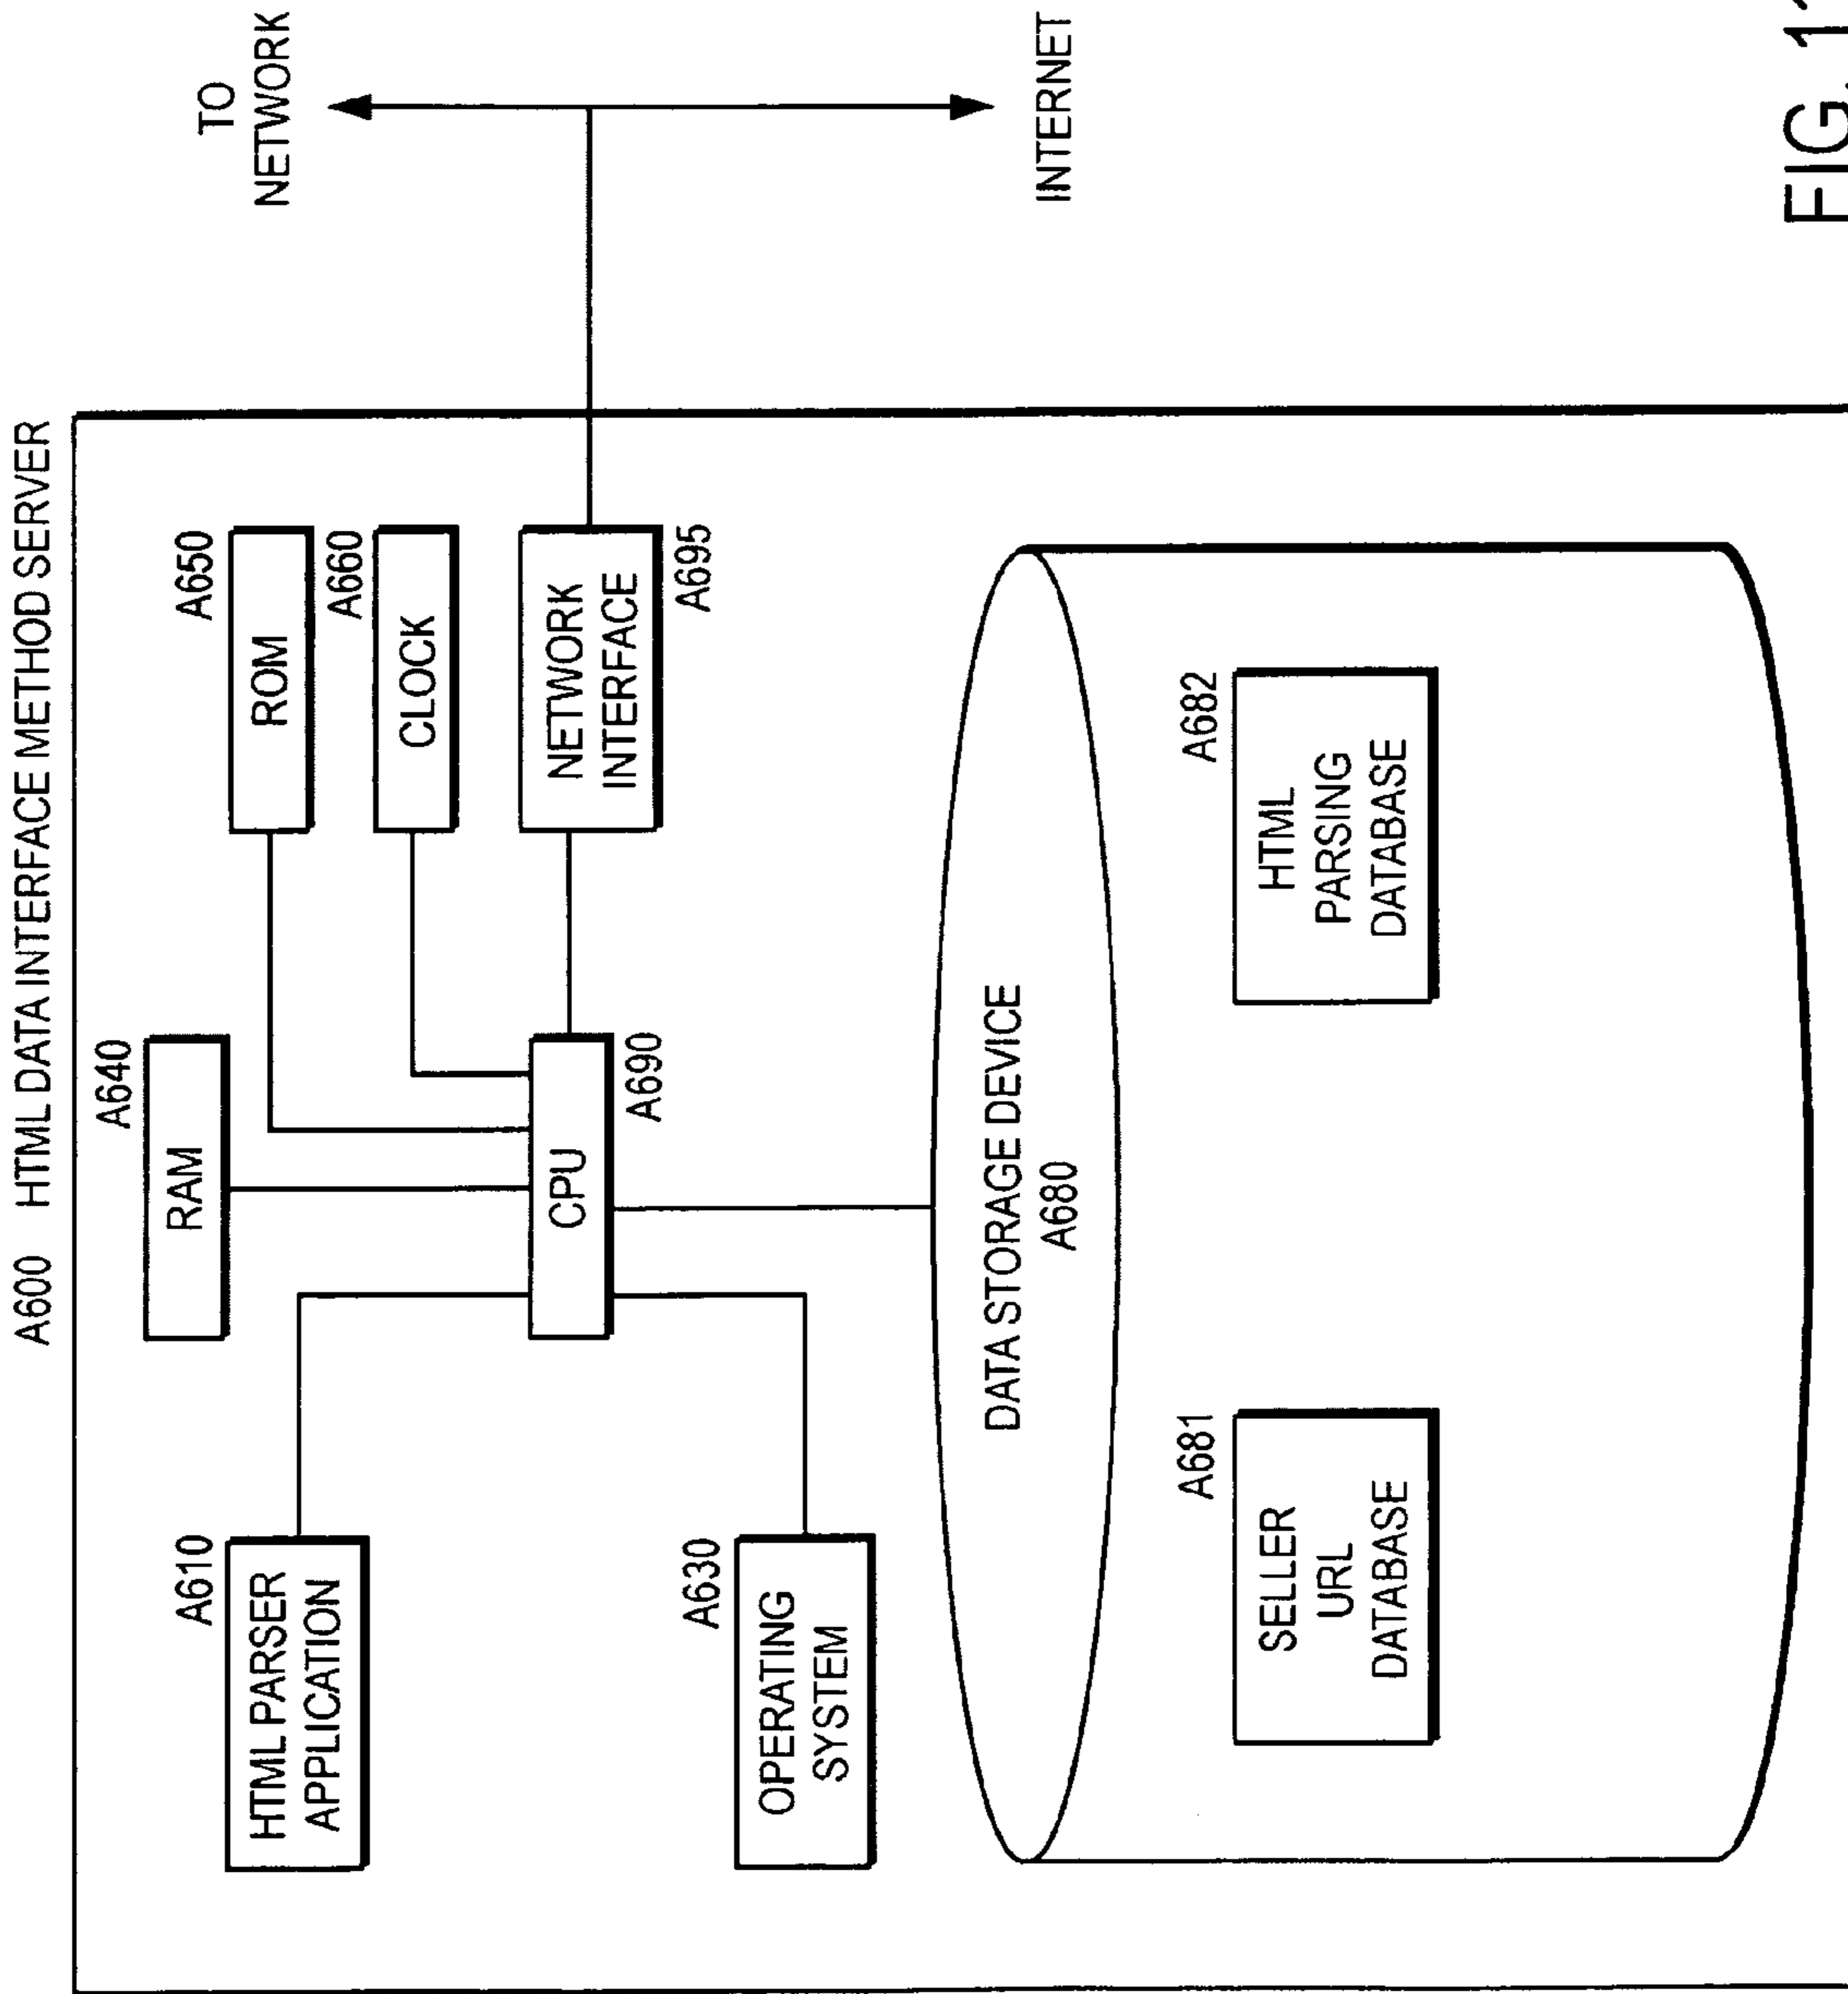 A600 HTML DATA INTERFACE METHOD SERVER
A610
HTML PARSER
APPLICATION
A640
RAM
A650
ROM
A660
CLOCK
CPU
A690
NETWORK
INTERFACE
A695
A630
OPERATING
SYSTEM
DATA STORAGE DEVICE
A680
A681
SELLER
URL
DATABASE
A682
HTML
PARSING
DATABASE
TO
NETWORK
INTERNET
FIG.